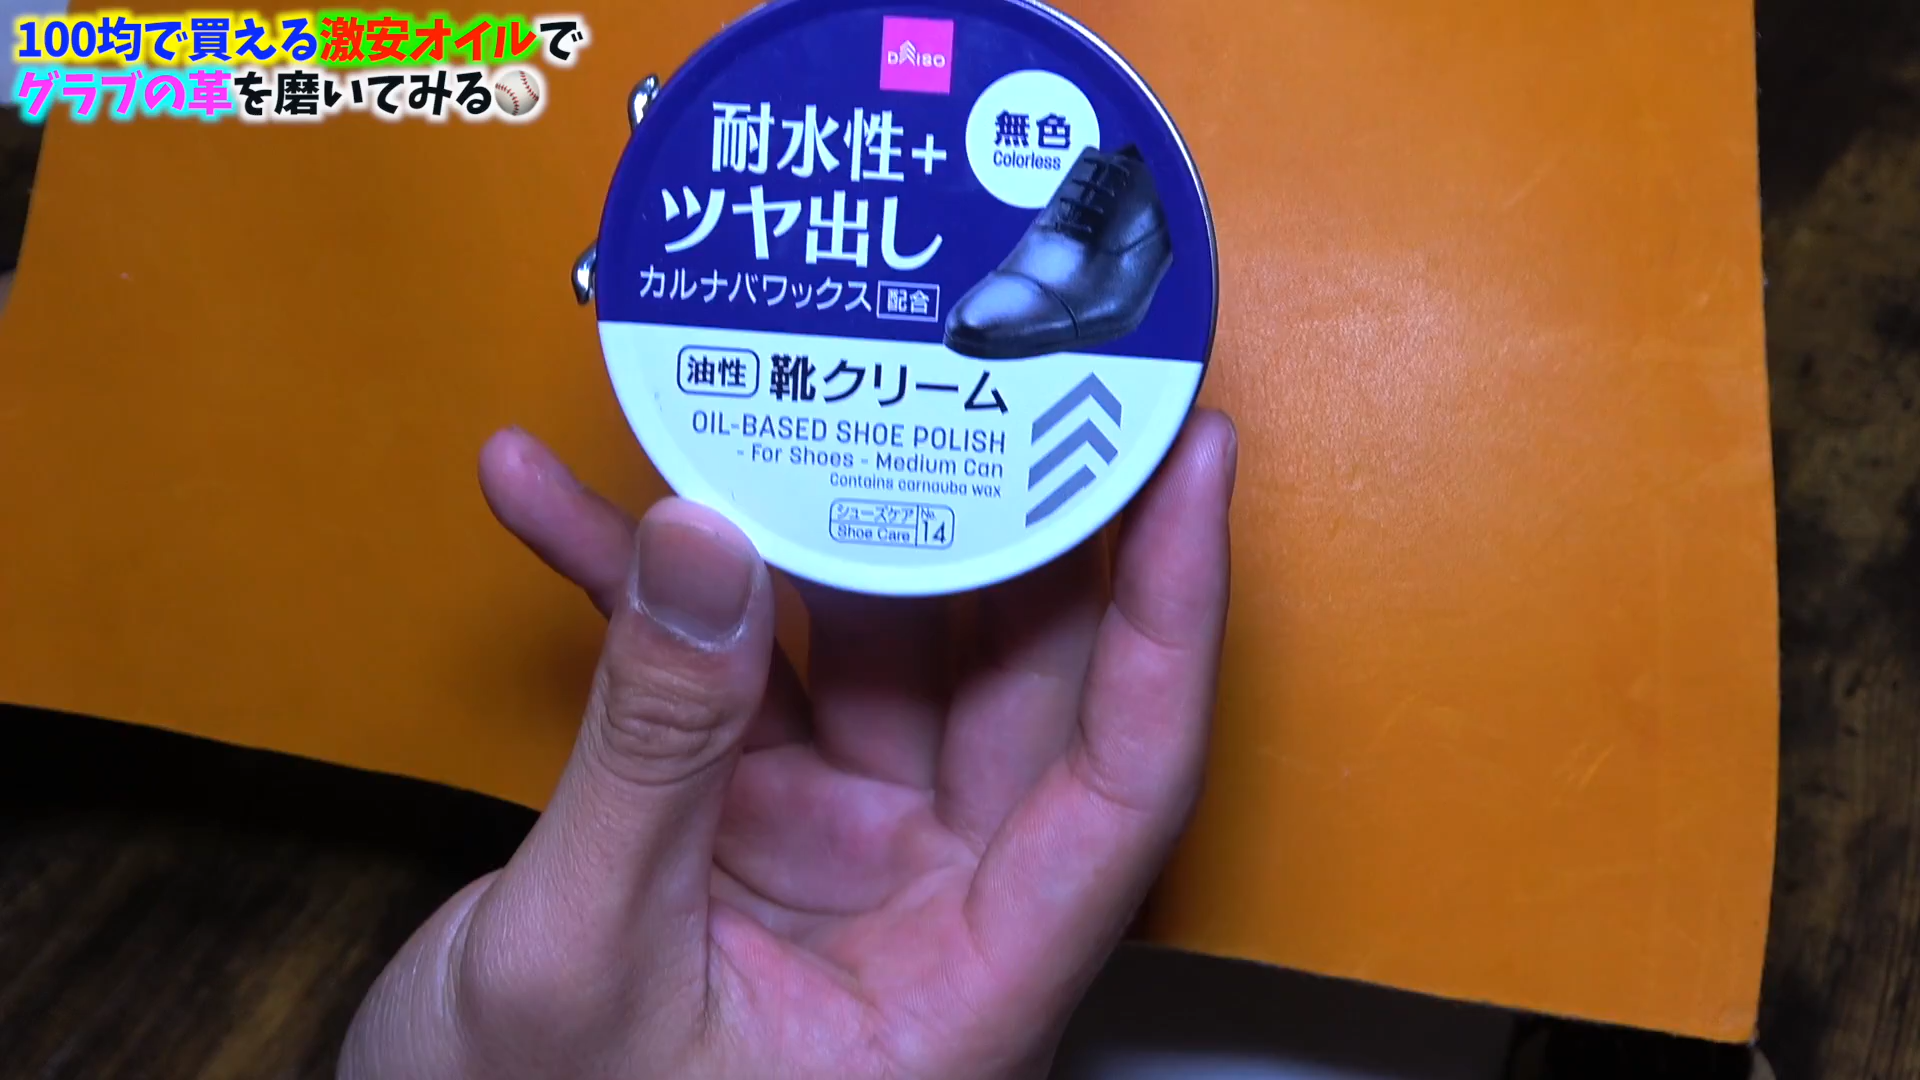 100均で買える激安オイルで
グラブの革を磨いてみる
DAISO
耐水性+
ツヤ出し
無色
Colorless
カルナバワックス 配合
油性 靴クリーム
OIL-BASED SHOE POLISH
- For Shoes - Medium Can
Contains carnauba wax
シューズケア No.
Shoe Care 14